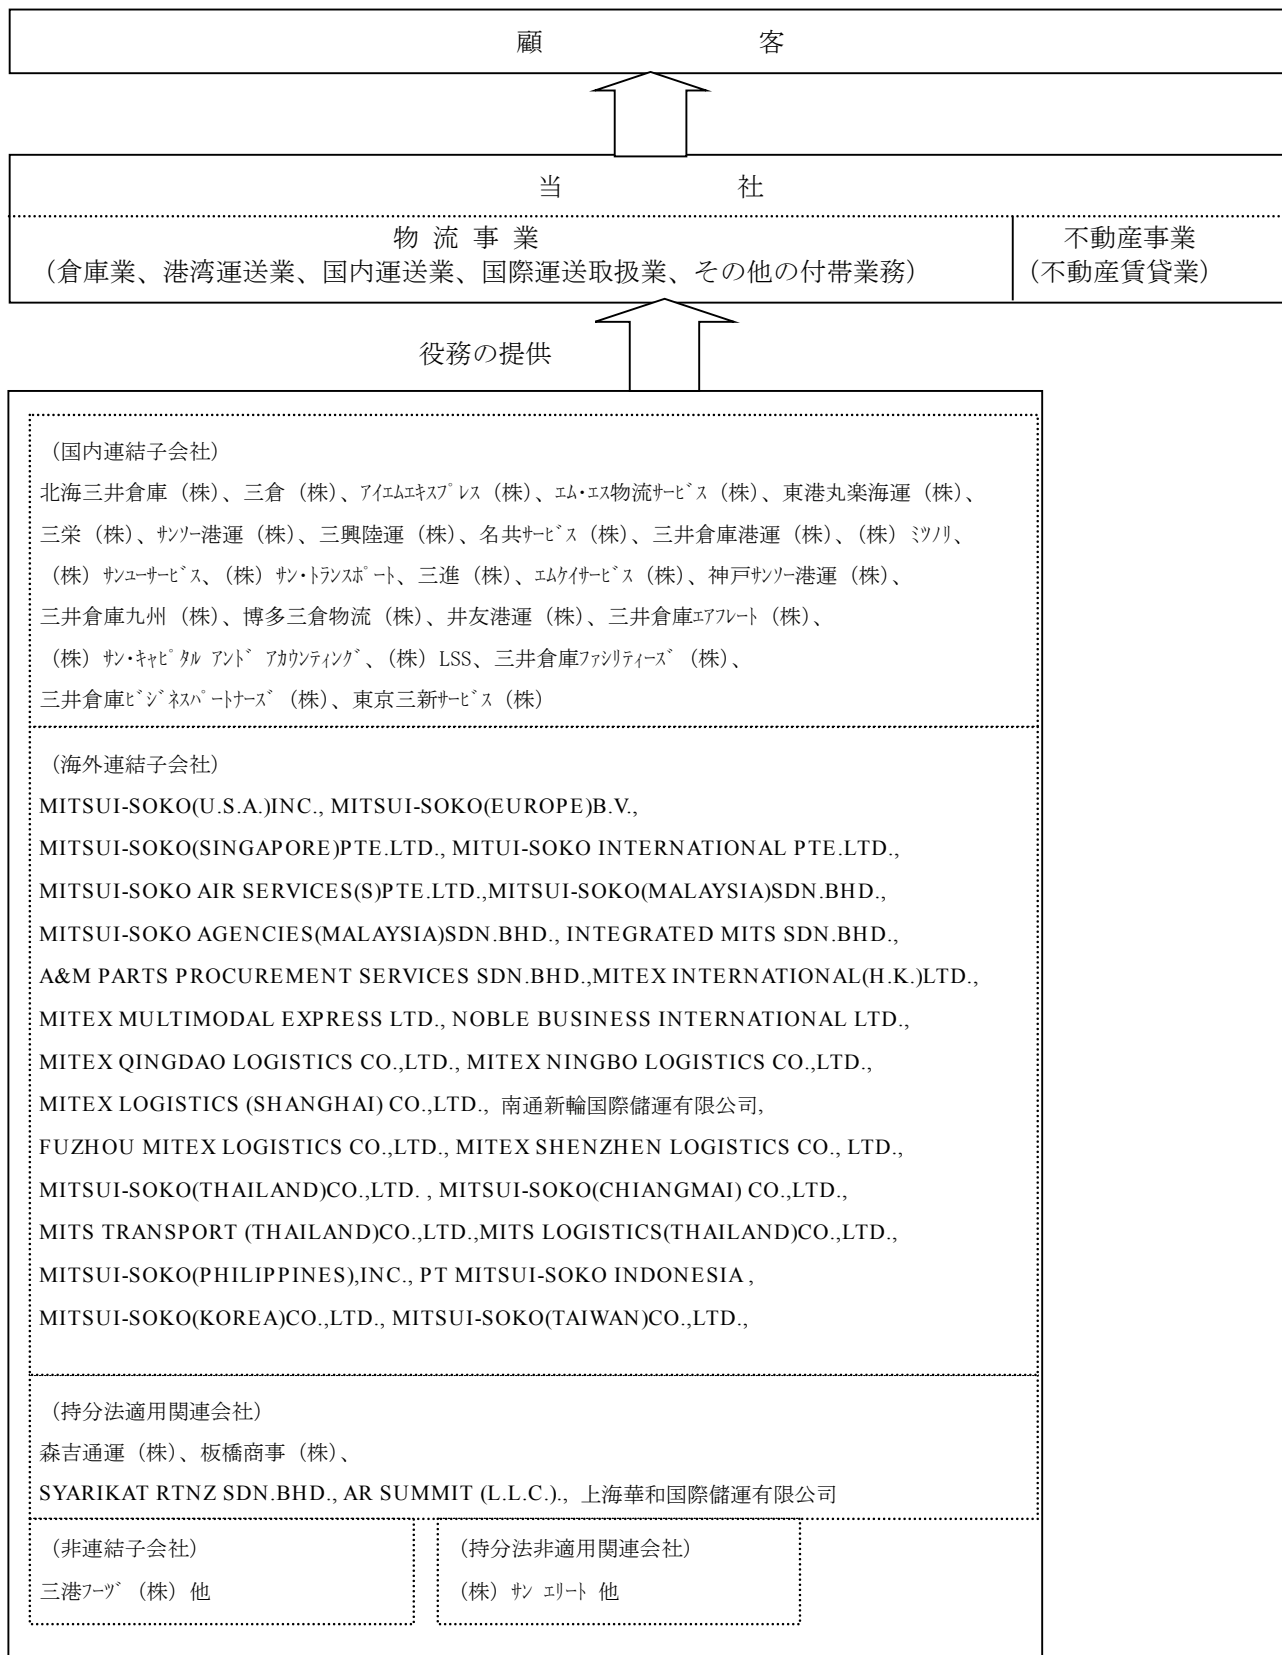 顧　客
当　社
物流事業
（倉庫業、港湾運送業、国内運送業、国際運送取扱業、その他の付帯業務）
不動産事業
（不動産賃貸業）
役務の提供
（国内連結子会社）
北海三井倉庫（株）、三倉（株）、ｱｲｴﾑｴｷｽﾌﾟﾚｽ（株）、ｴﾑ･ｴｽ物流ｻｰﾋﾞｽ（株）、東港丸楽海運（株）、
三栄（株）、ｻﾝｿｰ港運（株）、三興陸運（株）、名共ｻｰﾋﾞｽ（株）、三井倉庫港運（株）、（株）ﾐﾂﾉﾘ、
（株）ｻﾝﾕｰｻｰﾋﾞｽ、（株）ｻﾝ･ﾄﾗﾝｽﾎﾟｰﾄ、三進（株）、ｴﾑｹｲｻｰﾋﾞｽ（株）、神戸ｻﾝｿｰ港運（株）、
三井倉庫九州（株）、博多三倉物流（株）、井友港運（株）、三井倉庫ｴｱﾌﾚｰﾄ（株）、
（株）ｻﾝ･ｷｬﾋﾟﾀﾙ ｱﾝﾄﾞ ｱｶｳﾝﾃｨﾝｸﾞ、（株）LSS、三井倉庫ﾌｧｼﾘﾃｨｰｽﾞ（株）、
三井倉庫ﾋﾞｼﾞﾈｽﾊﾟｰﾄﾅｰｽﾞ（株）、東京三新ｻｰﾋﾞｽ（株）
（海外連結子会社）
MITSUI-SOKO(U.S.A.)INC., MITSUI-SOKO(EUROPE)B.V.,
MITSUI-SOKO(SINGAPORE)PTE.LTD., MITUI-SOKO INTERNATIONAL PTE.LTD.,
MITSUI-SOKO AIR SERVICES(S)PTE.LTD.,MITSUI-SOKO(MALAYSIA)SDN.BHD.,
MITSUI-SOKO AGENCIES(MALAYSIA)SDN.BHD., INTEGRATED MITS SDN.BHD.,
A&M PARTS PROCUREMENT SERVICES SDN.BHD.,MITEX INTERNATIONAL(H.K.)LTD.,
MITEX MULTIMODAL EXPRESS LTD., NOBLE BUSINESS INTERNATIONAL LTD.,
MITEX QINGDAO LOGISTICS CO.,LTD., MITEX NINGBO LOGISTICS CO.,LTD.,
MITEX LOGISTICS (SHANGHAI) CO.,LTD., 南通新輪国際儲運有限公司,
FUZHOU MITEX LOGISTICS CO.,LTD., MITEX SHENZHEN LOGISTICS CO., LTD.,
MITSUI-SOKO(THAILAND)CO.,LTD. , MITSUI-SOKO(CHIANGMAI) CO.,LTD.,
MITS TRANSPORT (THAILAND)CO.,LTD.,MITS LOGISTICS(THAILAND)CO.,LTD.,
MITSUI-SOKO(PHILIPPINES),INC., PT MITSUI-SOKO INDONESIA ,
MITSUI-SOKO(KOREA)CO.,LTD., MITSUI-SOKO(TAIWAN)CO.,LTD.,
（持分法適用関連会社）
森吉通運（株）、板橋商事（株）、
SYARIKAT RTNZ SDN.BHD., AR SUMMIT (L.L.C.)., 上海華和国際儲運有限公司
（非連結子会社）
三港ﾌｰﾂﾞ（株）他
（持分法非適用関連会社）
（株）ｻﾝ ｴﾘｰﾄ 他